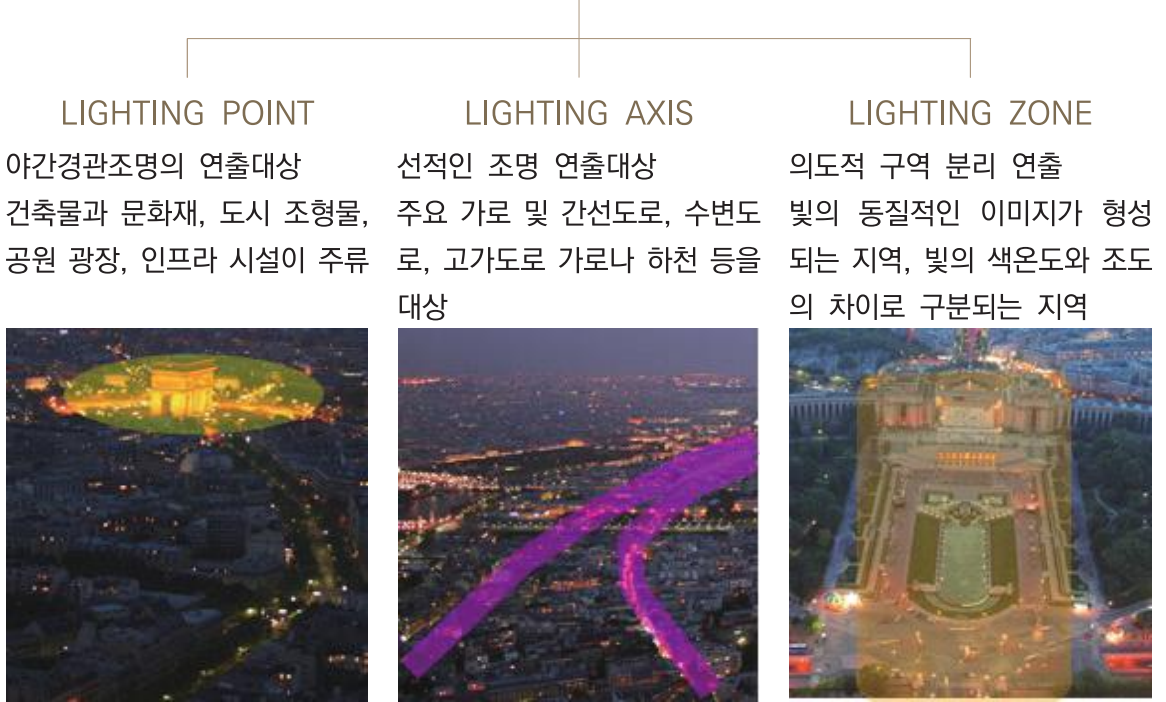 LIGHTING POINT
야간경관조명의 연출대상
건축물과 문화재, 도시 조형물,
공원 광장, 인프라 시설이 주류
LIGHTING AXIS
선적인 조명 연출대상
주요 가로 및 간선도로, 수변도
로, 고가도로 가로나 하천 등을
대상
LIGHTING ZONE
의도적 구역 분리 연출
빛의 동질적인 이미지가 형성
되는 지역, 빛의 색온도와 조도
의 차이로 구분되는 지역